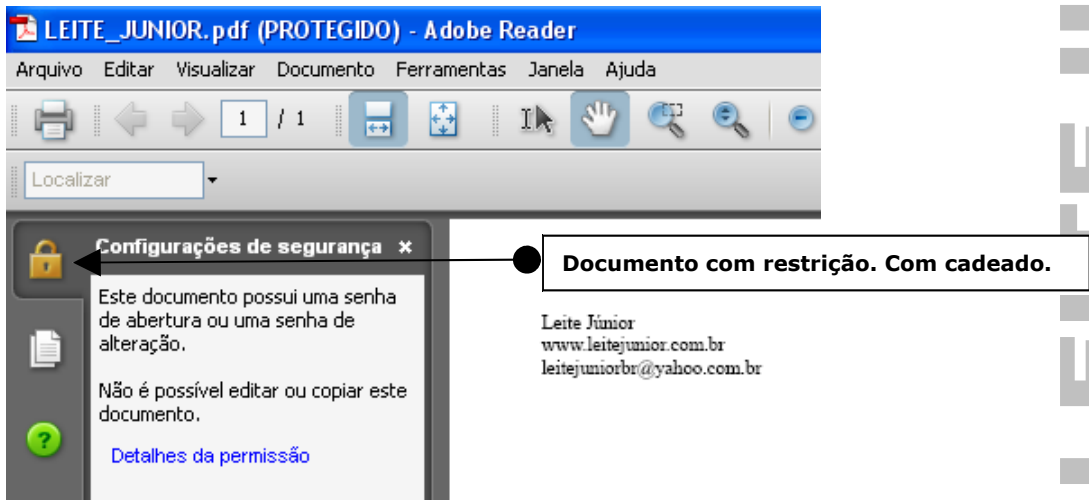 LEITE_JUNIOR.pdf (PROTEGIDO) - Adobe Reader
Arquivo Editar Visualizar Documento Ferramentas Janela Ajuda
1 / 1
Localizar
Configurações de segurança ×
Documento com restrição. Com cadeado.
Este documento possui uma senha
de abertura ou uma senha de
alteração.
Não é possível editar ou copiar este
documento.
Detalhes da permissão
Leite Júnior
www.leitejunior.com.br
leitejuniorbr@yahoo.com.br